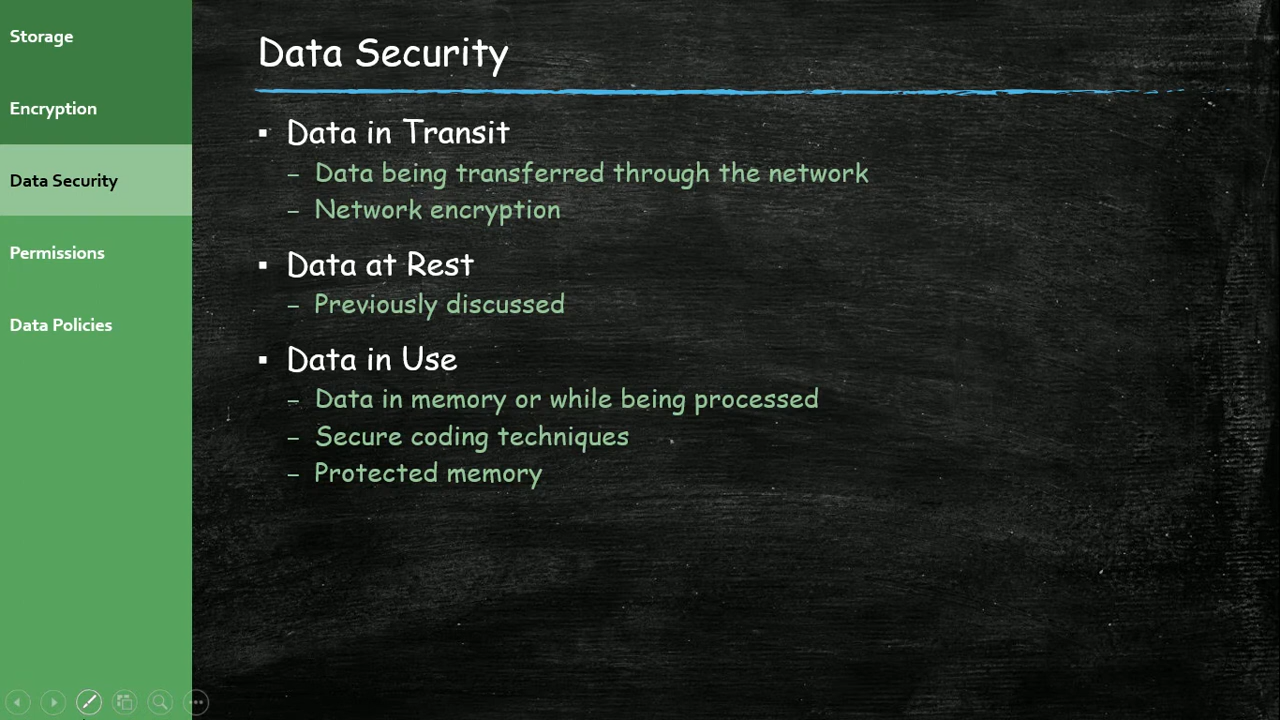 Storage
Encryption
Data Security
Permissions
Data Policies
Data Security
▪ Data in Transit
– Data being transferred through the network
– Network encryption
▪ Data at Rest
– Previously discussed
▪ Data in Use
– Data in memory or while being processed
– Secure coding techniques
– Protected memory